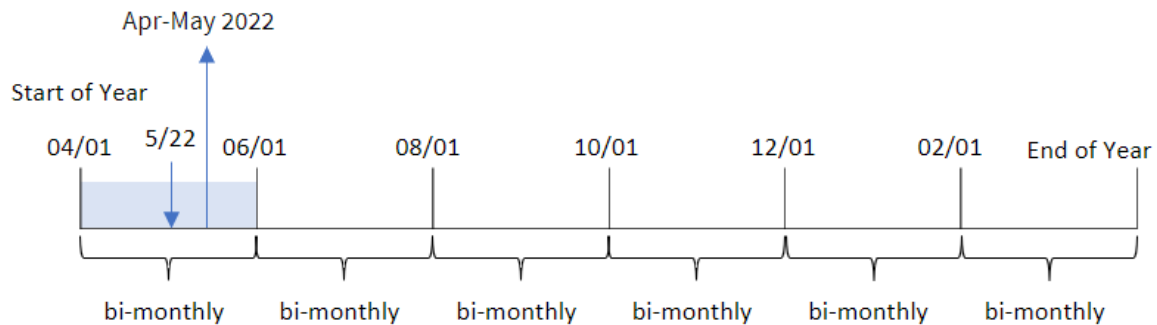 Apr-May 2022
Start of Year
04/01 5/22 06/01 08/01 10/01 12/01 02/01 End of Year
bi-monthly bi-monthly bi-monthly bi-monthly bi-monthly bi-monthly